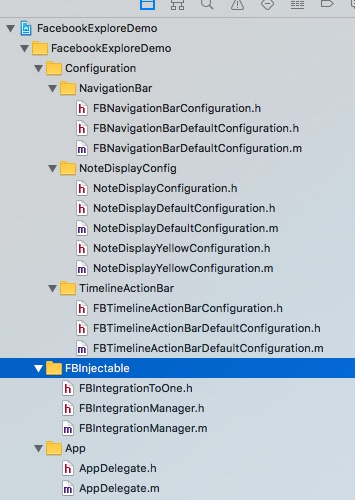 FacebookExploreDemo
FacebookExploreDemo
Configuration
NavigationBar
h FBNavigationBarConfiguration.h
h FBNavigationBarDefaultConfiguration.h
m FBNavigationBarDefaultConfiguration.m
NoteDisplayConfig
h NoteDisplayConfiguration.h
h NoteDisplayDefaultConfiguration.h
m NoteDisplayDefaultConfiguration.m
h NoteDisplayYellowConfiguration.h
m NoteDisplayYellowConfiguration.m
TimelineActionBar
h FBTimelineActionBarConfiguration.h
h FBTimelineActionBarDefaultConfiguration.h
m FBTimelineActionBarDefaultConfiguration.m
FBInjectable
h FBIntegrationToOne.h
h FBIntegrationManager.h
m FBIntegrationManager.m
App
h AppDelegate.h
m AppDelegate.m